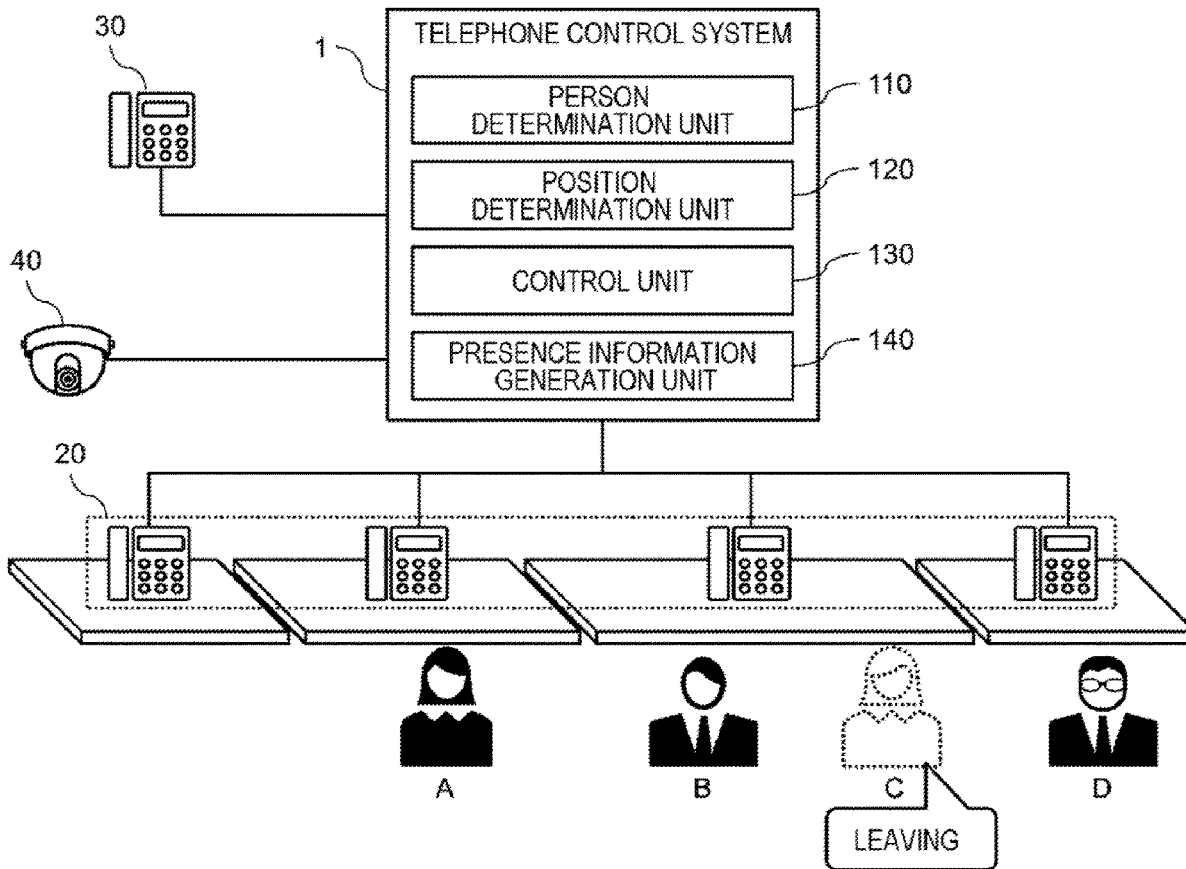 TELEPHONE CONTROL SYSTEM
30
1
PERSON
DETERMINATION UNIT
110
POSITION
DETERMINATION UNIT
120
CONTROL UNIT
130
40
PRESENCE INFORMATION
GENERATION UNIT
140
20
A
B
C
D
LEAVING